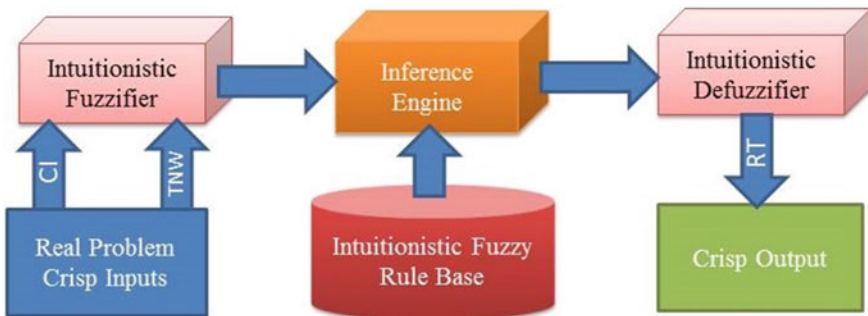 Intuitionistic
Fuzzifier
Inference
Engine
Intuitionistic
Defuzzifier
CI
TNW
RT
Real Problem
Crisp Inputs
Intuitionistic Fuzzy
Rule Base
Crisp Output